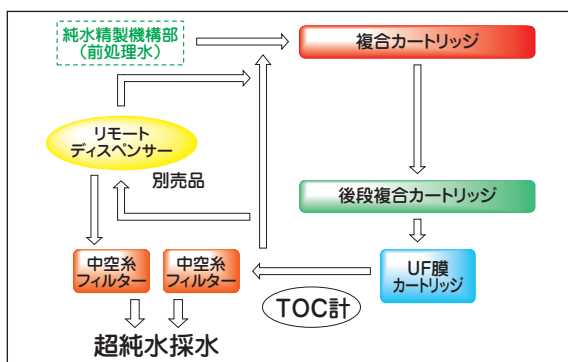 純水精製機構部
(前処理水)
複合カートリッジ
リモート
ディスペンサー
別売品
後段複合カートリッジ
中空糸
フィルター
中空糸
フィルター
UF膜
カートリッジ
TOC計
超純水採水